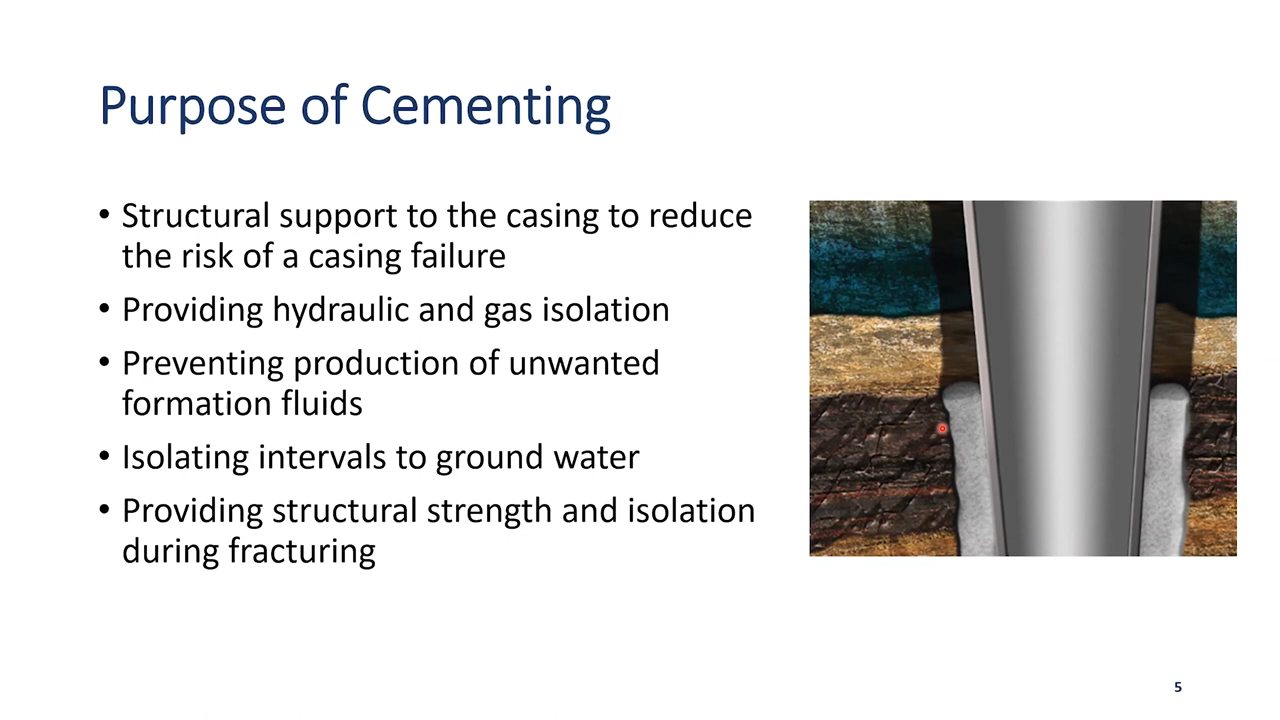 Purpose of Cementing
• Structural support to the casing to reduce
the risk of a casing failure
• Providing hydraulic and gas isolation
• Preventing production of unwanted
formation fluids
• Isolating intervals to ground water
• Providing structural strength and isolation
during fracturing
5